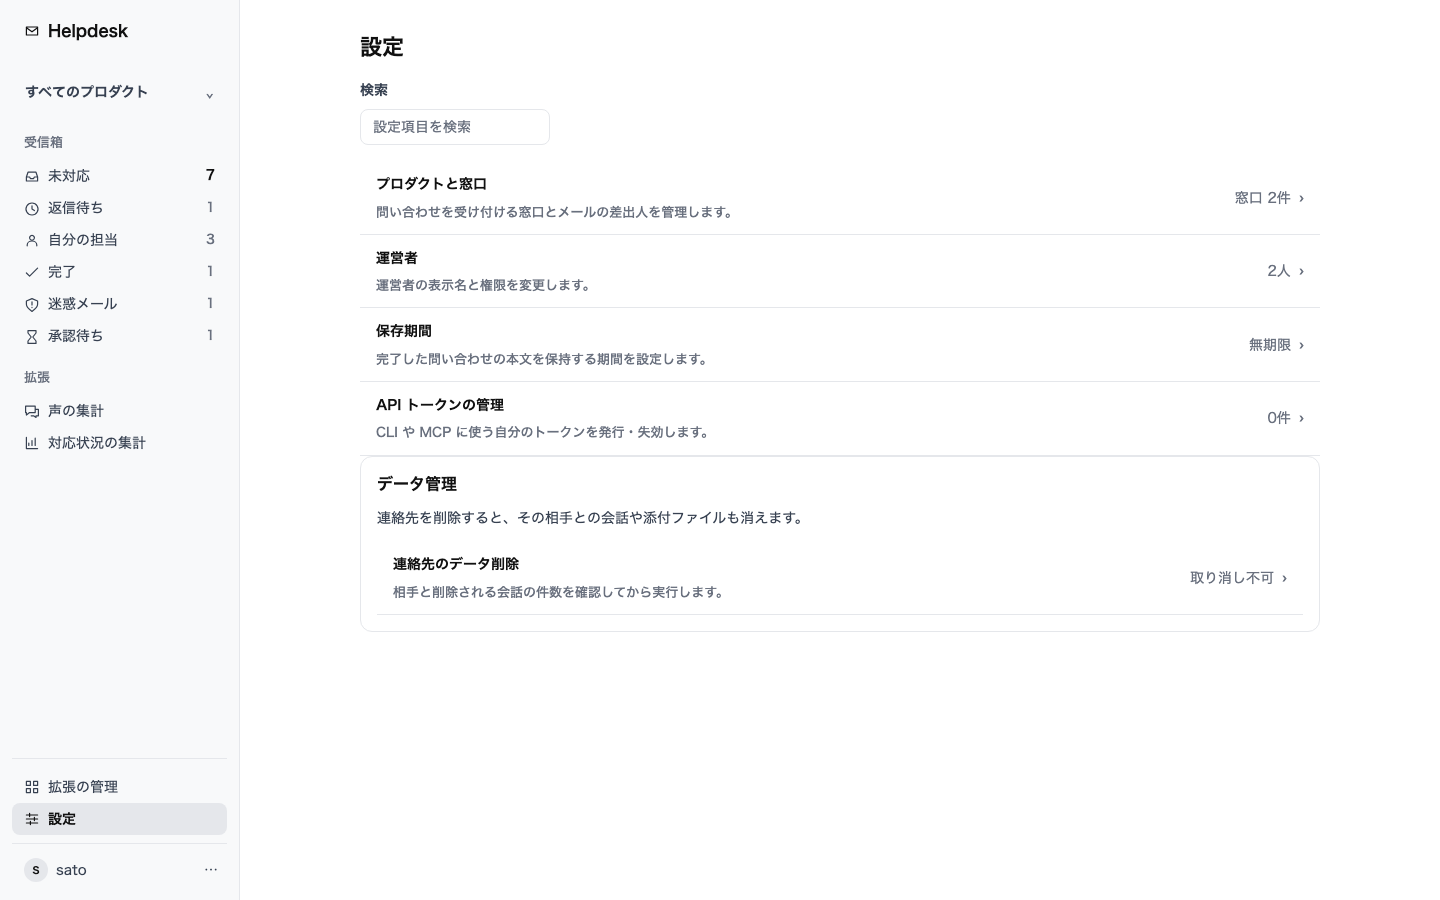 Helpdesk
すべてのプロダクト
受信箱
未対応 7
返信待ち 1
自分の担当 3
完了 1
迷惑メール 1
承認待ち 1
拡張
声の集計
対応状況の集計
拡張の管理
設定
S sato …
設定
検索
設定項目を検索
プロダクトと窓口
問い合わせを受け付ける窓口とメールの差出人を管理します。
窓口 2件 ›
運営者
運営者の表示名と権限を変更します。
2人 ›
保存期間
完了した問い合わせの本文を保持する期間を設定します。
無期限 ›
API トークンの管理
CLI や MCP に使う自分のトークンを発行・失効します。
0件 ›
データ管理
連絡先を削除すると、その相手との会話や添付ファイルも消えます。
連絡先のデータ削除
相手と削除される会話の件数を確認してから実行します。
取り消し不可 ›